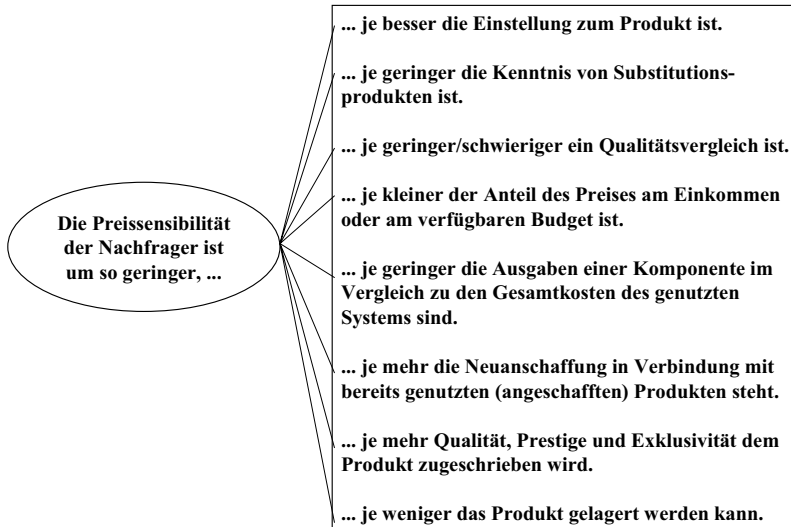 Die Preissensibilität
der Nachfrager ist
um so geringer, ...
... je besser die Einstellung zum Produkt ist.
... je geringer die Kenntnis von Substitutions-
produkten ist.
... je geringer/schwieriger ein Qualitätsvergleich ist.
... je kleiner der Anteil des Preises am Einkommen
oder am verfügbaren Budget ist.
... je geringer die Ausgaben einer Komponente im
Vergleich zu den Gesamtkosten des genutzten
Systems sind.
... je mehr die Neuanschaffung in Verbindung mit
bereits genutzten (angeschafften) Produkten steht.
... je mehr Qualität, Prestige und Exklusivität dem
Produkt zugeschrieben wird.
... je weniger das Produkt gelagert werden kann.